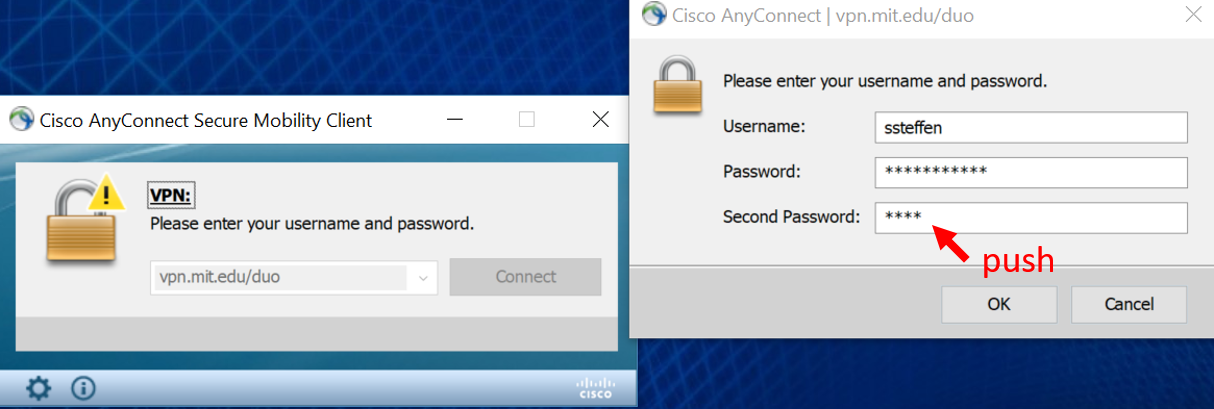 Cisco AnyConnect Secure Mobility Client
VPN:
Please enter your username and password.
vpn.mit.edu/duo
Connect
cisco
Cisco AnyConnect | vpn.mit.edu/duo
Please enter your username and password.
Username: ssteffen
Password: ***********
Second Password: ****
push
OK Cancel